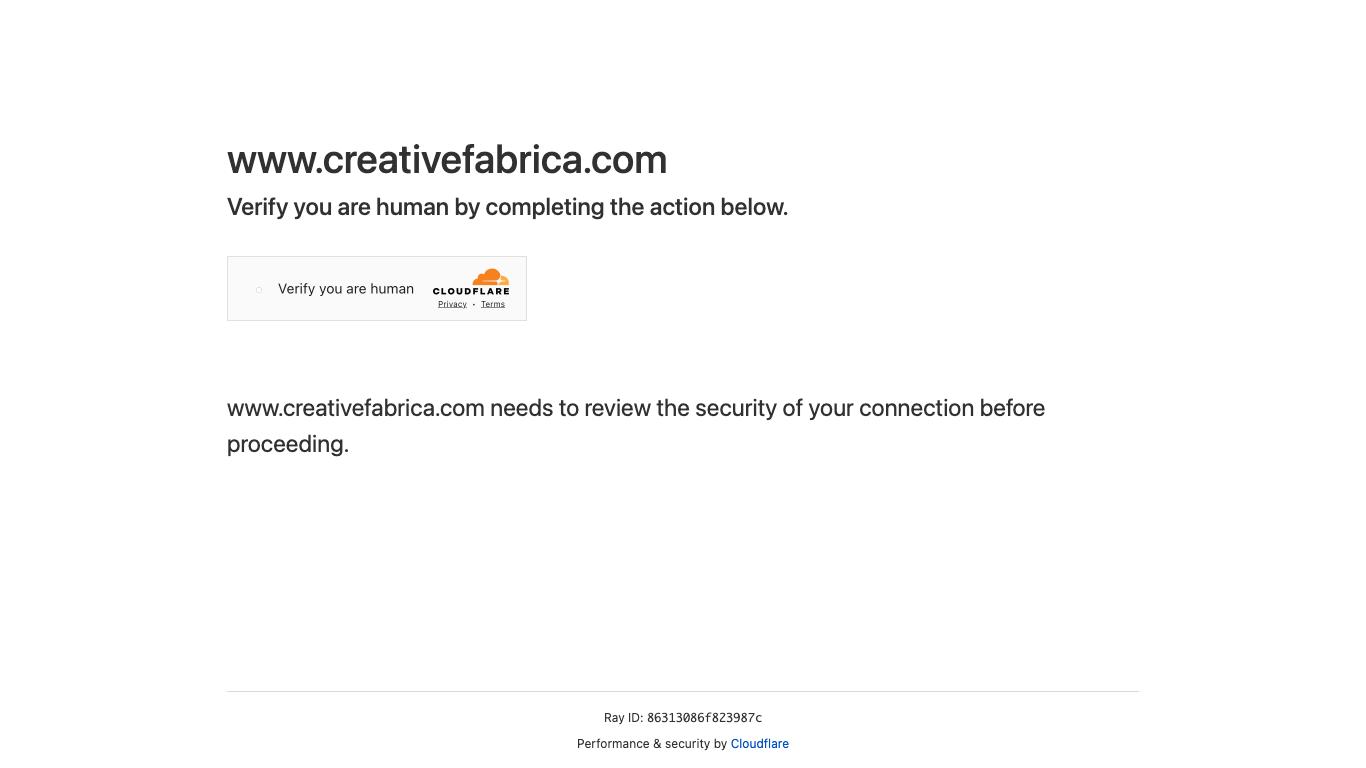 www.creativefabrica.com
Verify you are human by completing the action below.
Verify you are human
CLOUDFLARE
Privacy • Terms
www.creativefabrica.com needs to review the security of your connection before
proceeding.
Ray ID: 86313086f823987c
Performance & security by Cloudflare